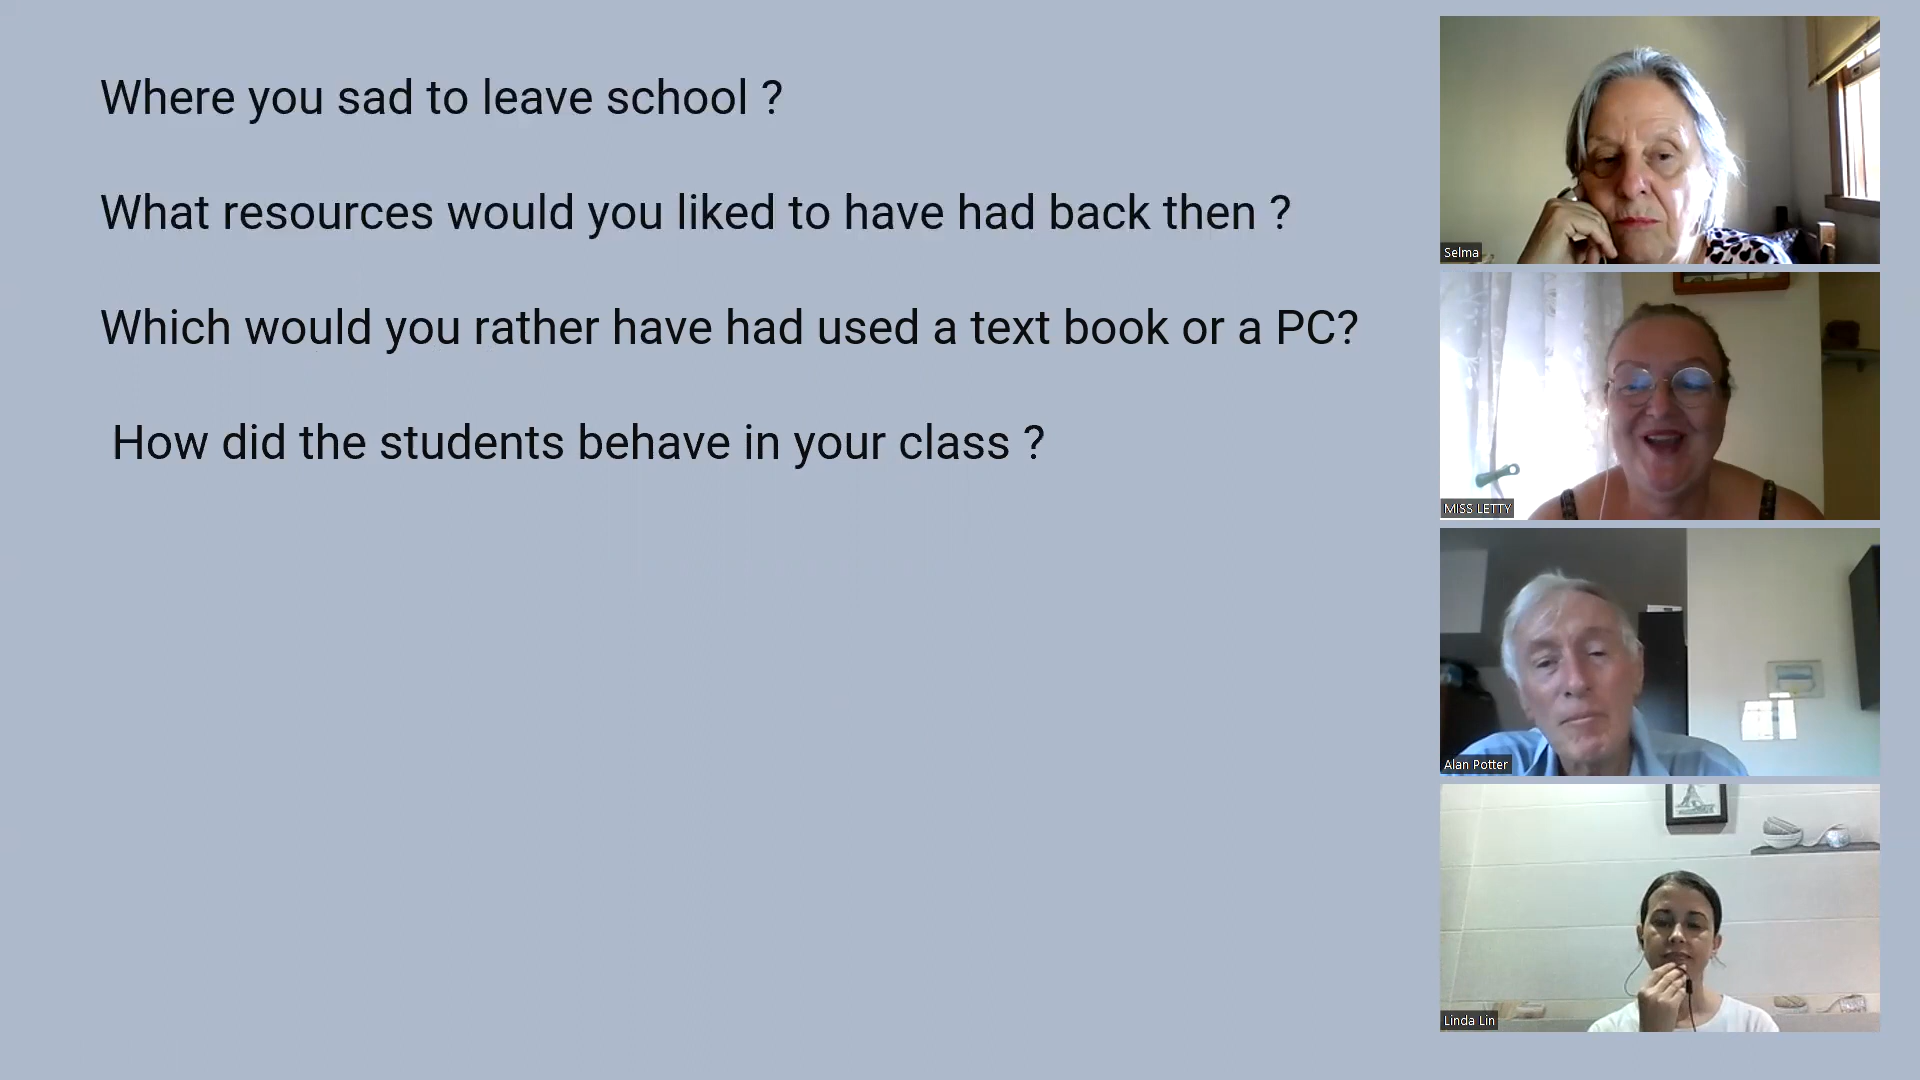 Where you sad to leave school ?
What resources would you liked to have had back then ?
Which would you rather have had used a text book or a PC?
How did the students behave in your class ?
Selma
MISS LETTY
Alan Potter
Linda Lin